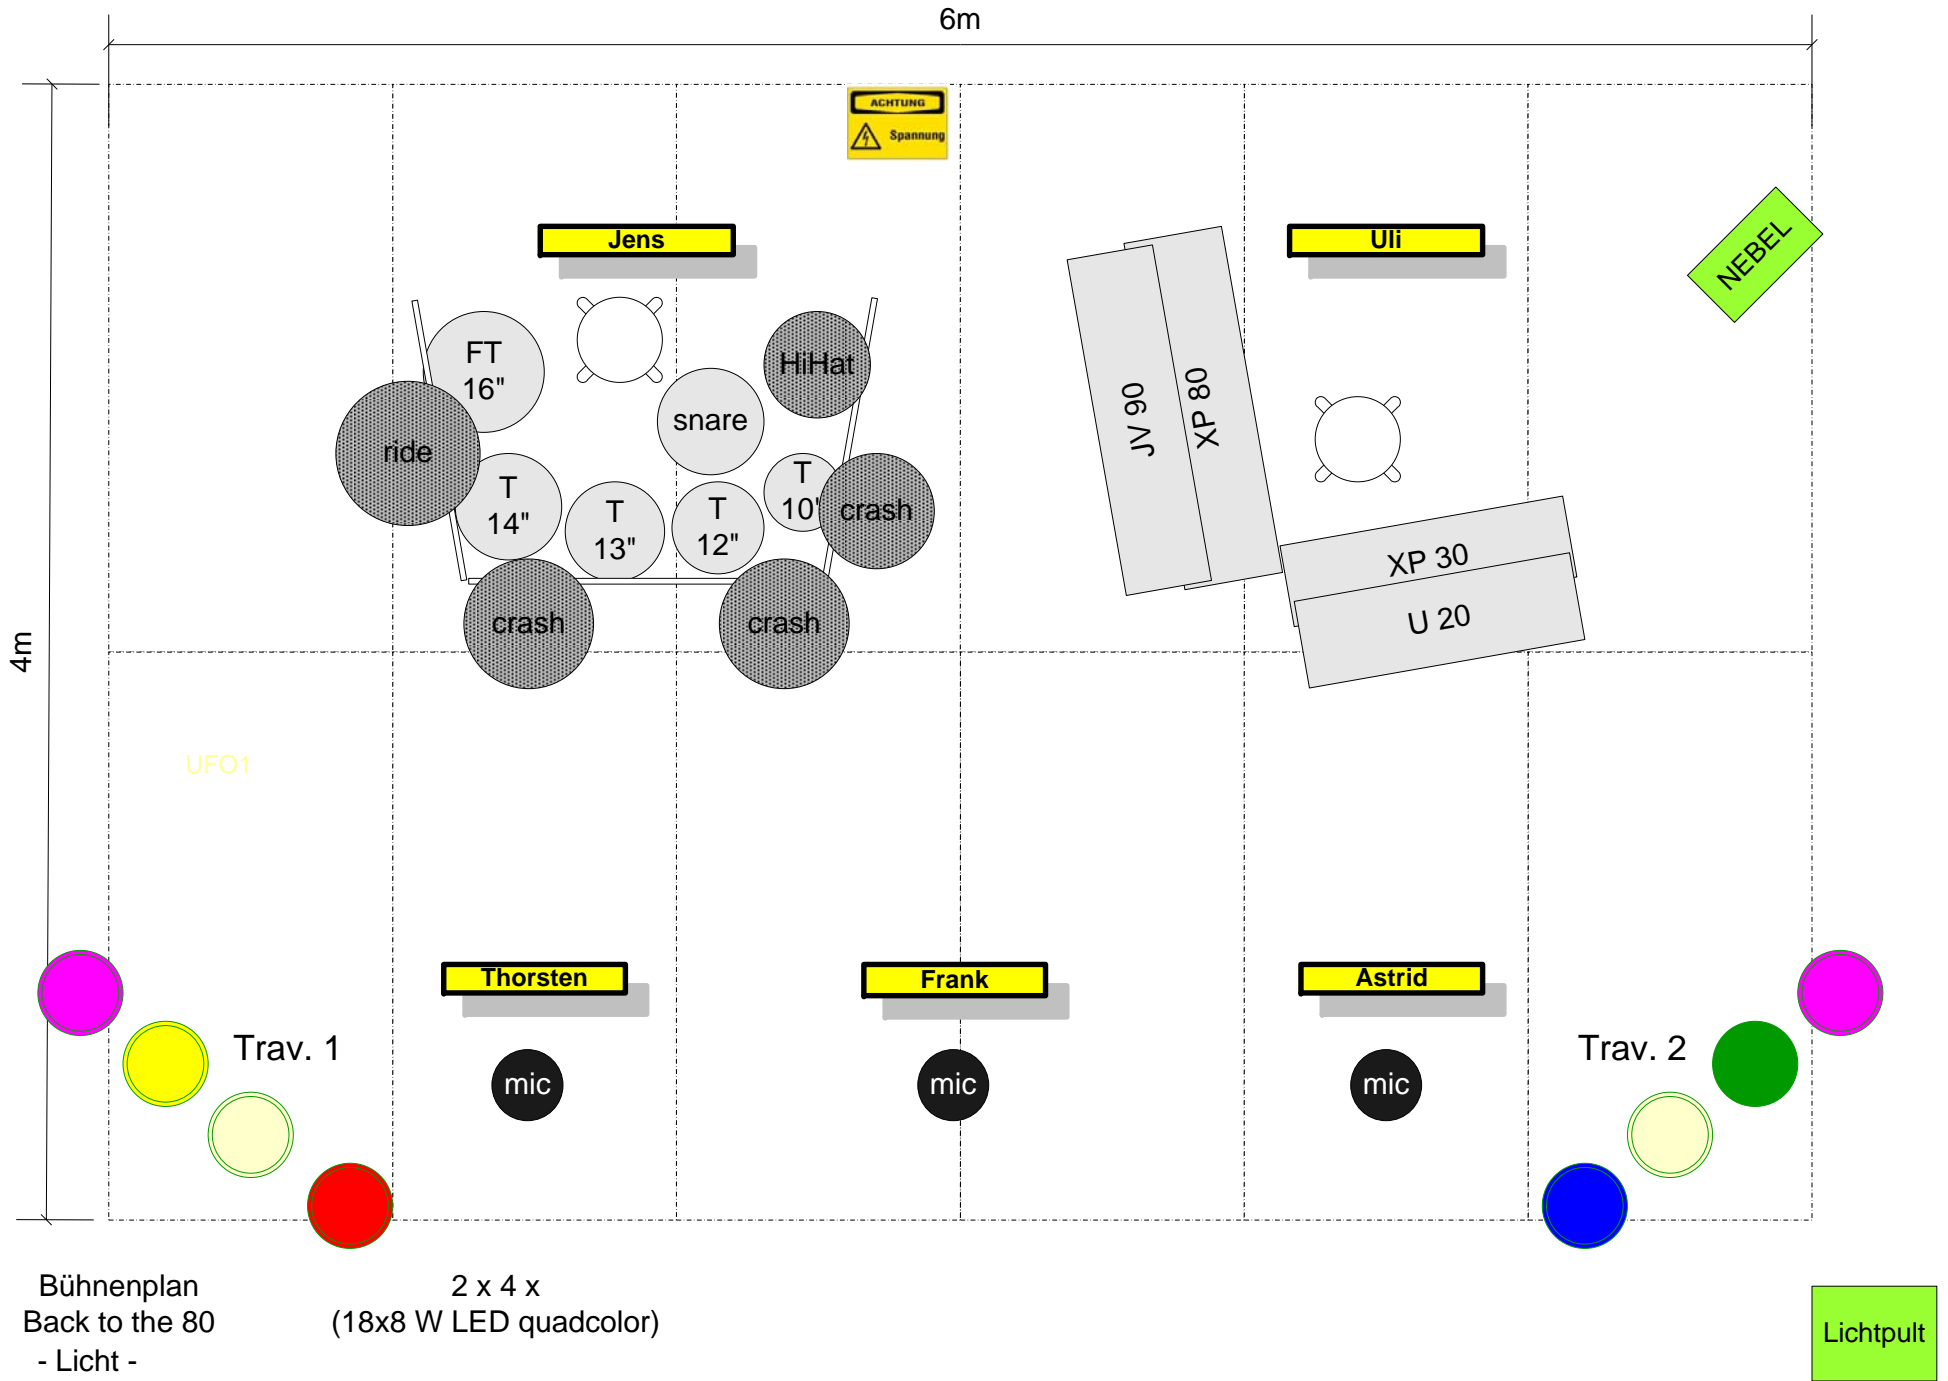 6m
ACHTUNG
Spannung
Jens
Uli
NEBEL
FT
16"
HiHat
JV 90
XP 80
snare
ride
T
14"
T
13"
T
12"
T
10"
crash
XP 30
U 20
crash
crash
4m
UFO1
Thorsten
Frank
Astrid
Trav. 1
Trav. 2
mic
mic
mic
Bühnenplan
Back to the 80
- Licht -
2 x 4 x
(18x8 W LED quadcolor)
Lichtpult